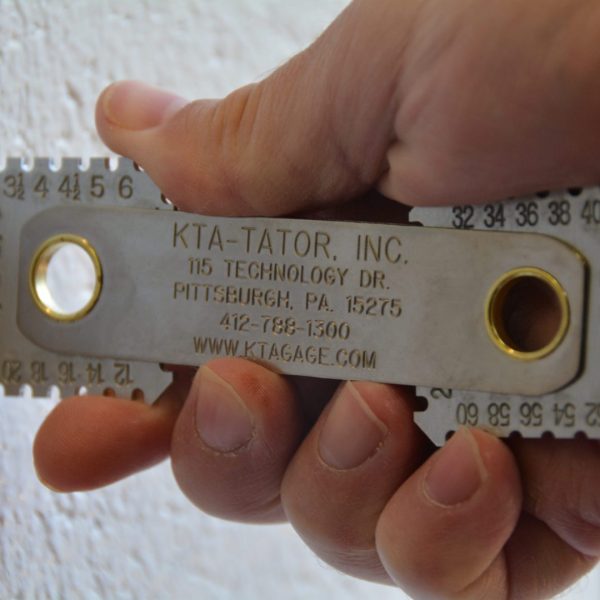 3½ 4 4½ 5 6
32 34 36 38 40
KTA-TATOR, INC.
115 TECHNOLOGY DR.
PITTSBURGH, PA. 15275
412-788-1300
WWW.KTAGAGE.COM
20 18 16 14 12
60 58 56 54 52